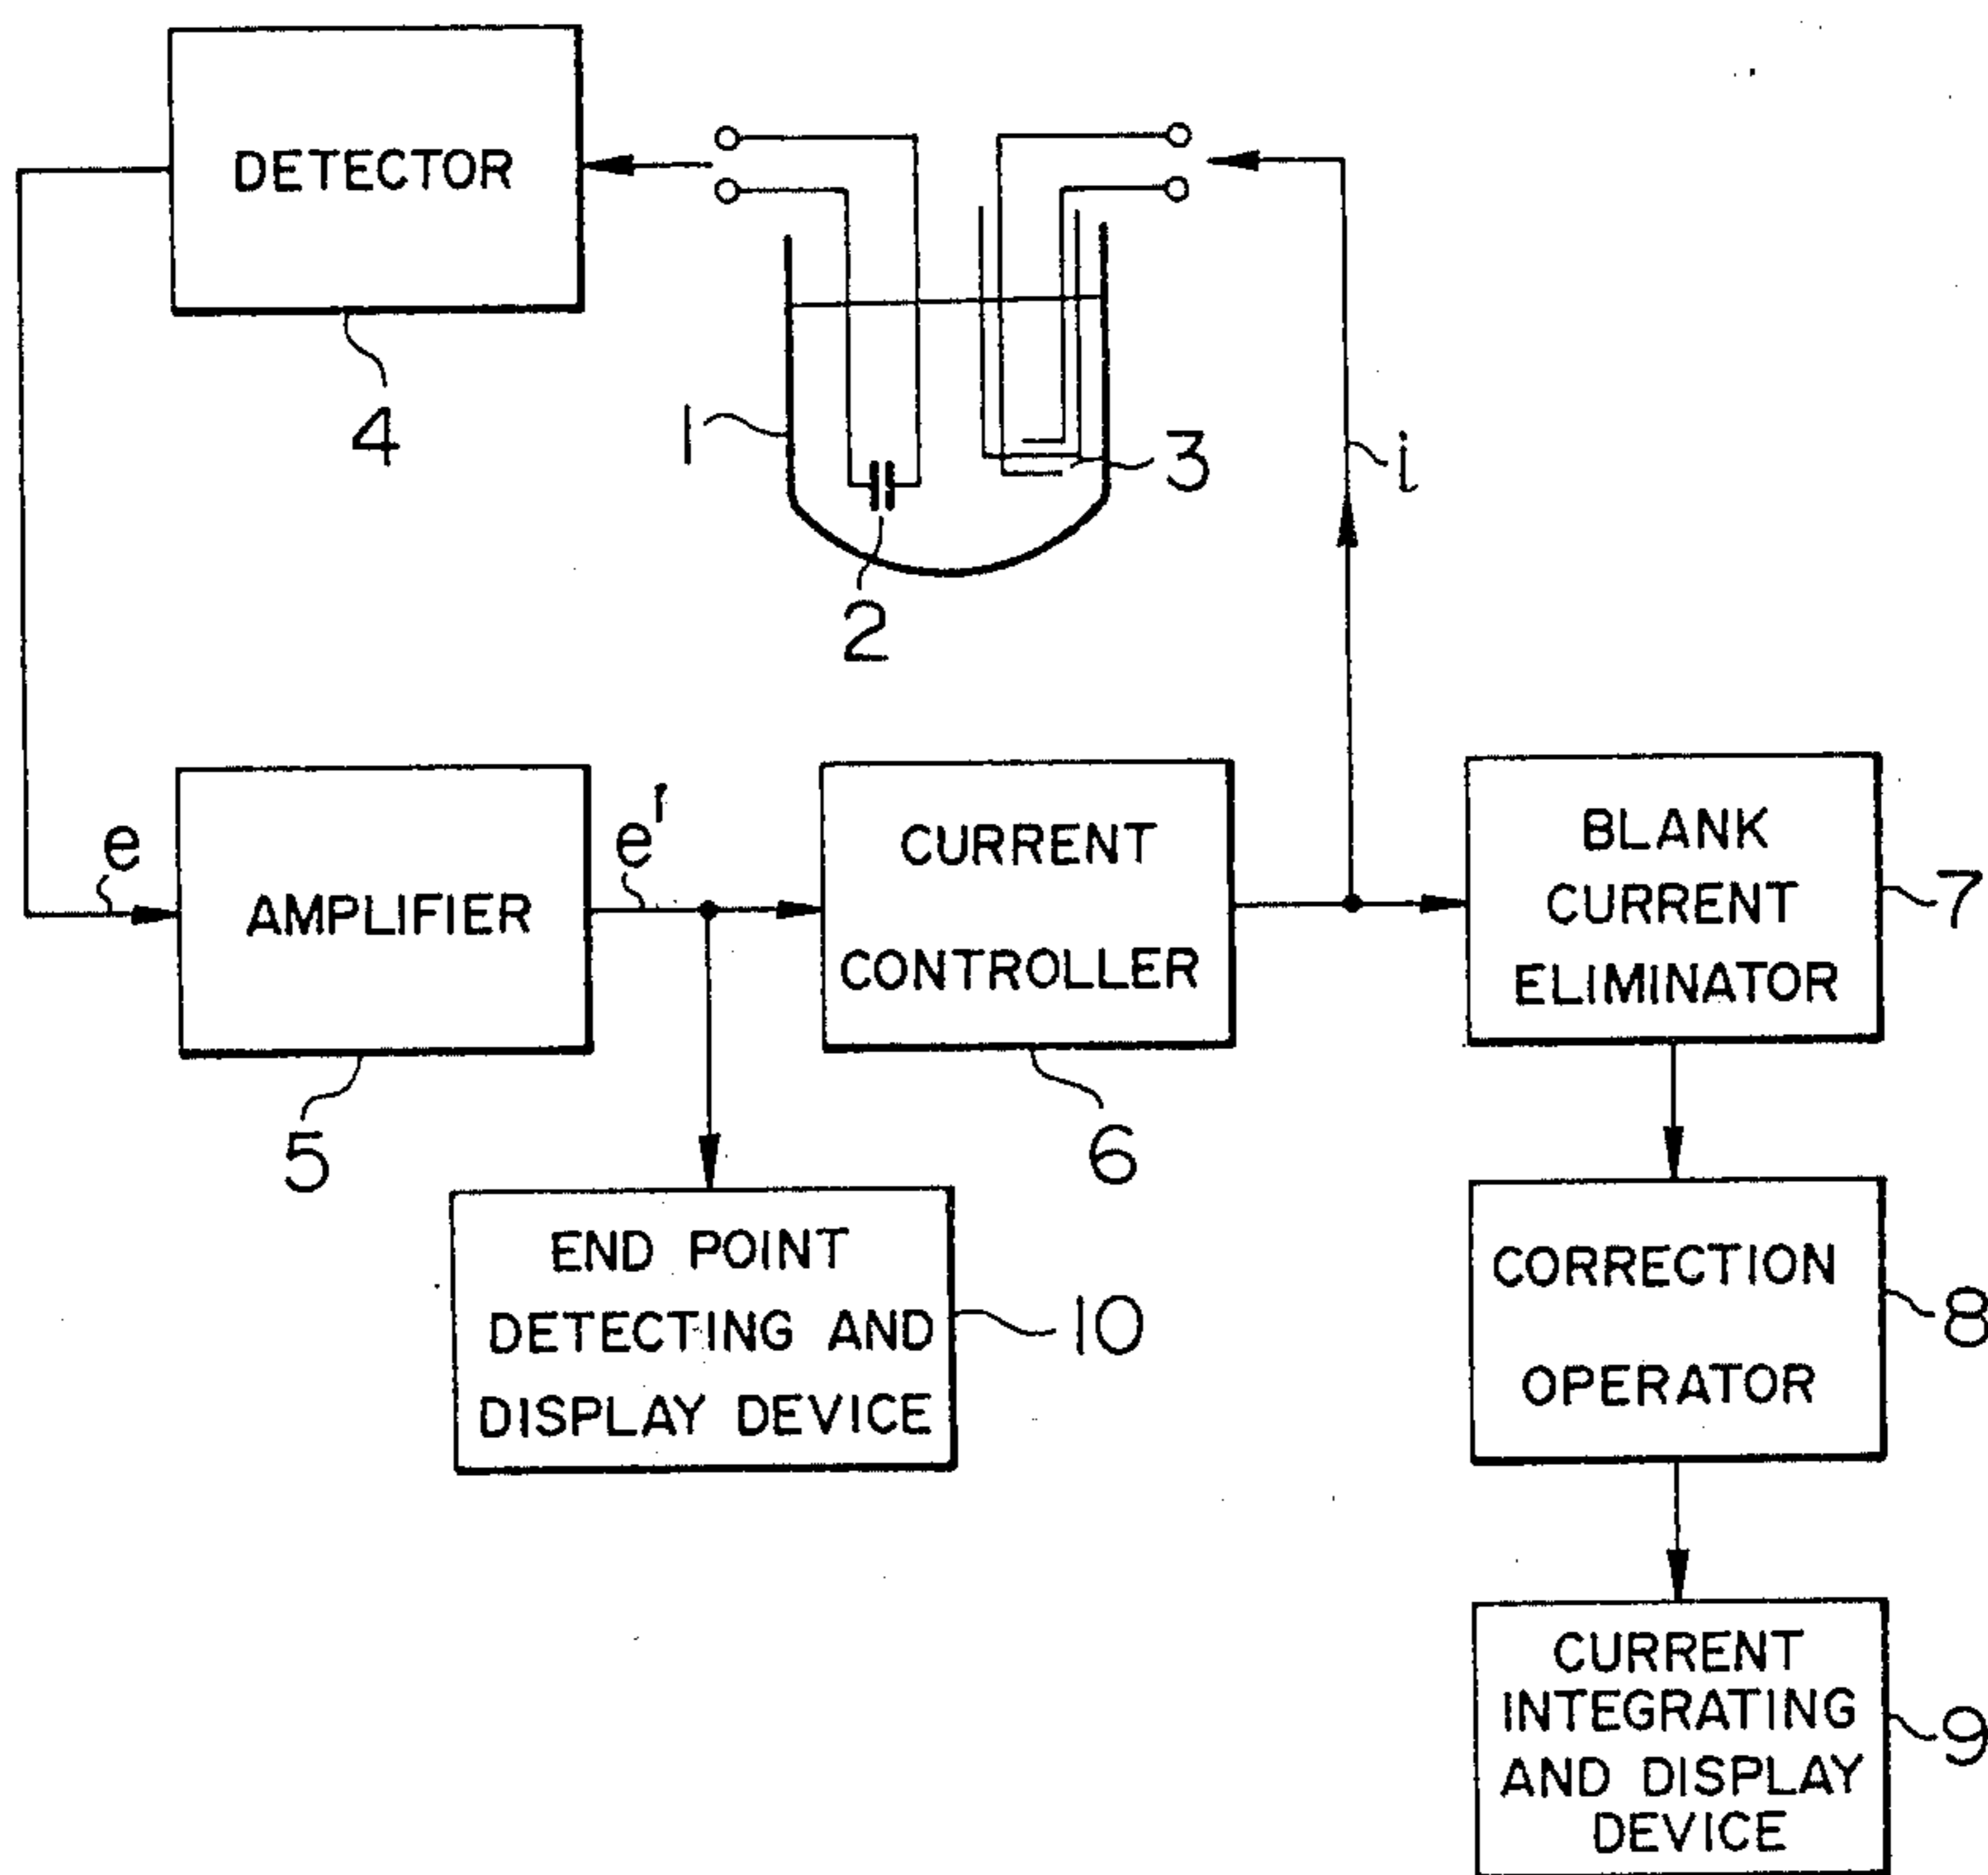 DETECTOR
4
1
2
3
i
e
AMPLIFIER
5
e'
CURRENT
CONTROLLER
6
BLANK
CURRENT
ELIMINATOR
7
END POINT
DETECTING AND
DISPLAY DEVICE
10
CORRECTION
OPERATOR
8
CURRENT
INTEGRATING
AND DISPLAY
DEVICE
9